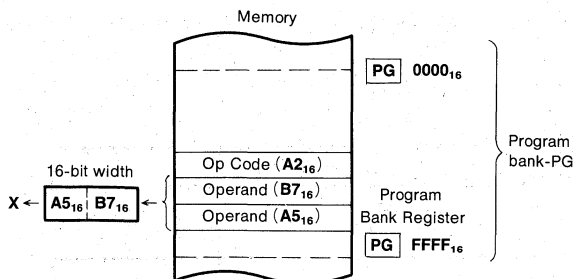 Memory
PG 0000₁₆
Op Code (A2₁₆)
16-bit width
Operand (B7₁₆)
X ← A5₁₆ B7₁₆ ←
Operand (A5₁₆)
Program
Bank Register
PG FFFF₁₆
Program
bank-PG